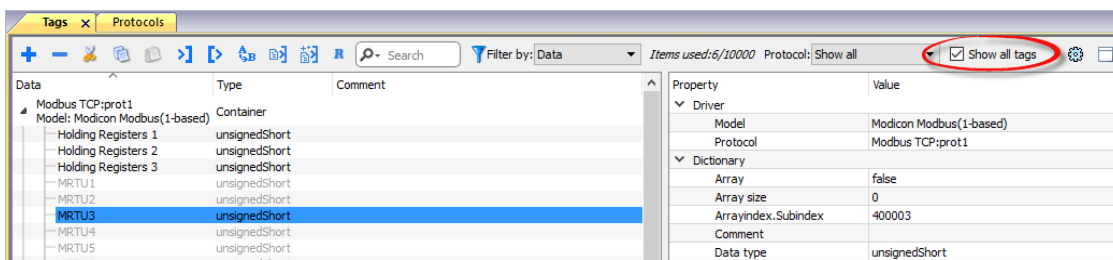 Tags x Protocols
R Search Filter by: Data Items used:6/10000 Protocol: Show all Show all tags
Data Type Comment Property Value
Modbus TCP:prot1
Model: Modicon Modbus(1-based) Container
Driver
Model Modicon Modbus(1-based)
Holding Registers 1 unsignedShort
Protocol Modbus TCP:prot1
Holding Registers 2 unsignedShort
Dictionary
Holding Registers 3 unsignedShort
Array false
MRTU1 unsignedShort
Array size 0
MRTU2 unsignedShort
Arrayindex.Subindex 400003
MRTU3 unsignedShort
Comment
MRTU4 unsignedShort
Data type unsignedShort
MRTU5 unsignedShort